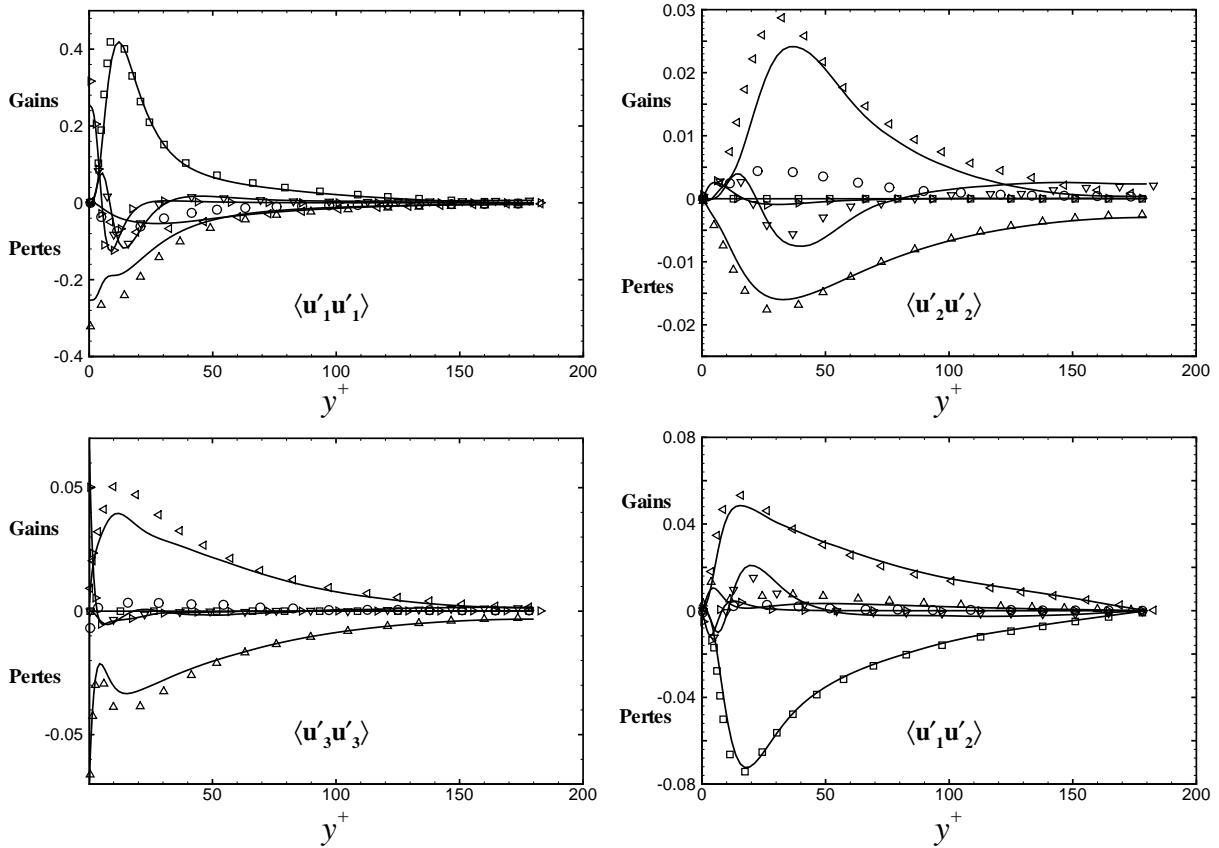 0.4
Gains
0.2
0
Pertes
-0.2
⟨u′₁u′₁⟩
-0.4
0 50 100 150 200
y⁺
0.03
0.02
Gains
0.01
0
Pertes
-0.01
⟨u′₂u′₂⟩
-0.02
0 50 100 150 200
y⁺
0.05
Gains
0
Pertes
-0.05
⟨u′₃u′₃⟩
0 50 100 150 200
y⁺
0.08
Gains
0.04
0
-0.04
Pertes
⟨u′₁u′₂⟩
-0.08
0 50 100 150 200
y⁺